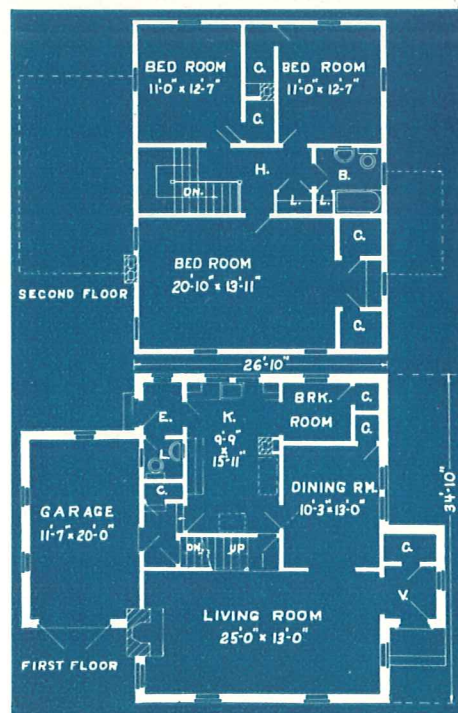 BED ROOM
11'-0" x 12'-7"
C.
BED ROOM
11'-0" x 12'-7"
C.
H.
B.
DN.
L.
L.
C.
BED ROOM
20'-10" x 13'-11"
SECOND FLOOR
C.
26'-10"
E.
K.
9'-9"
x
15'-11"
BRK.
ROOM
C.
C.
L.
C.
DINING RM.
10'-3" x 13'-0"
34'-10"
GARAGE
11'-7" x 20'-0"
DN.
UP
C.
V.
LIVING ROOM
25'-0" x 13'-0"
FIRST FLOOR